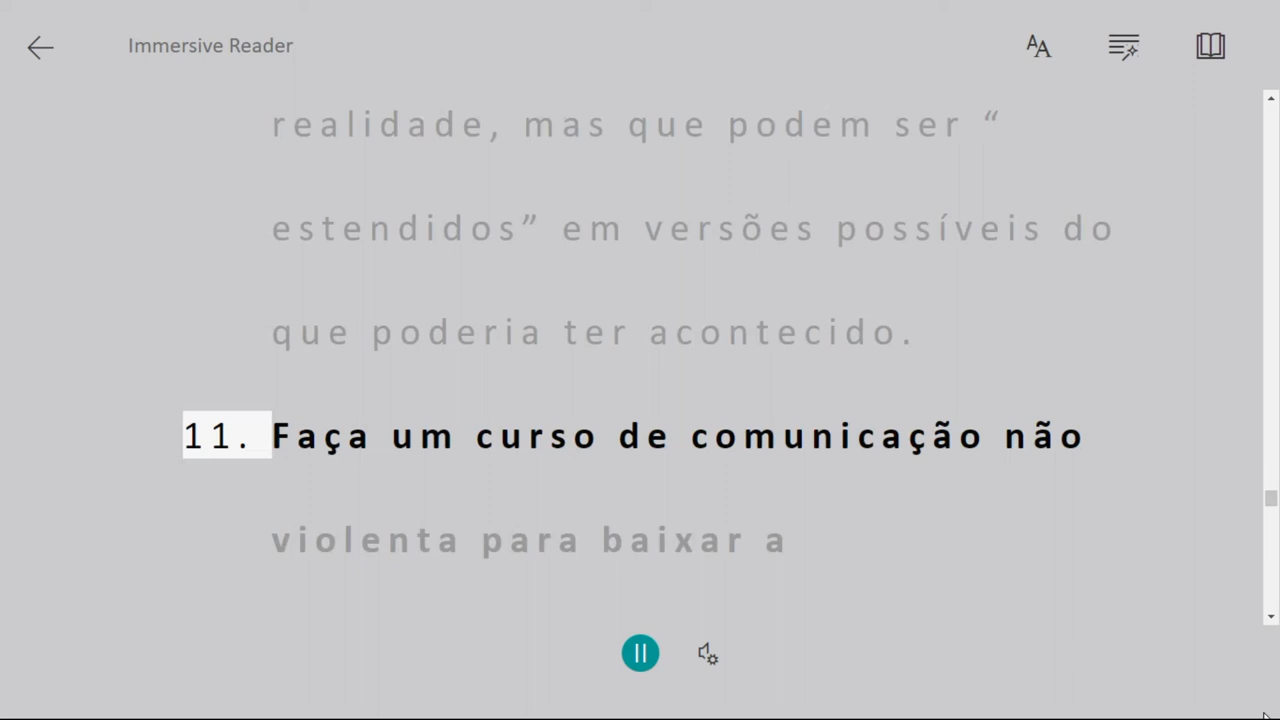 Immersive Reader
realidade, mas que podem ser “
estendidos” em versões possíveis do
que poderia ter acontecido.
11. Faça um curso de comunicação não
violenta para baixar a